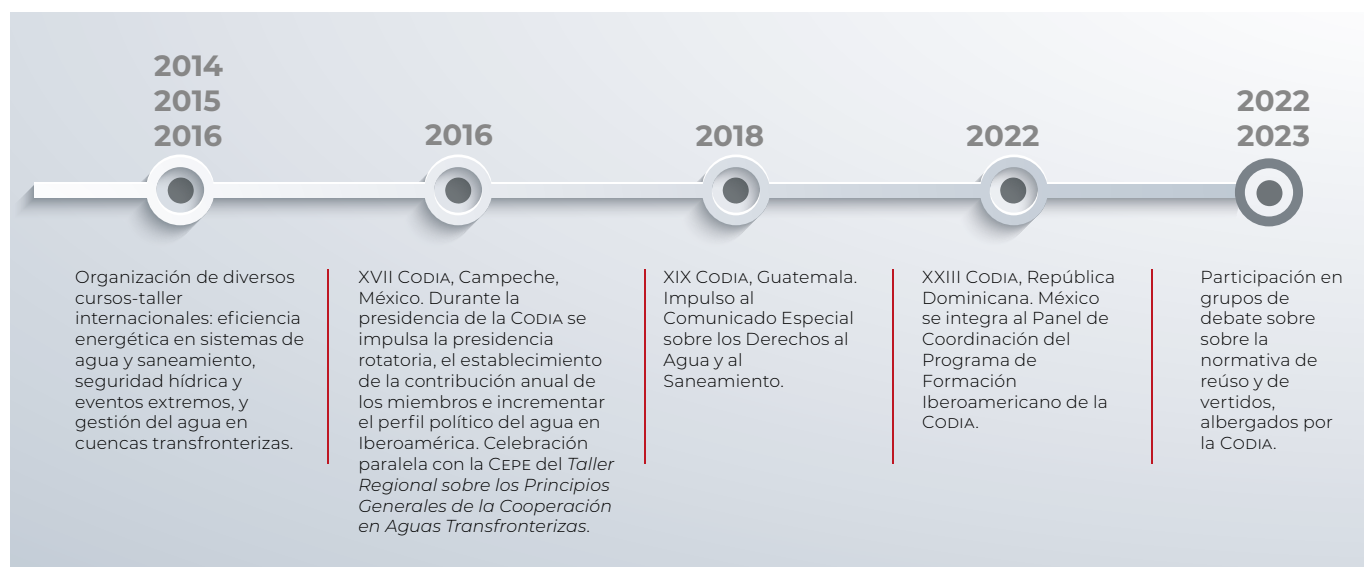 2014
2015
2016
Organización de diversos
cursos-taller
internacionales: eficiencia
energética en sistemas de
agua y saneamiento,
seguridad hídrica y
eventos extremos, y
gestión del agua en
cuencas transfronterizas.
2016
XVII CODIA, Campeche,
México. Durante la
presidencia de la CODIA se
impulsa la presidencia
rotatoria, el establecimiento
de la contribución anual de
los miembros e incrementar
el perfil político del agua en
Iberoamérica. Celebración
paralela con la CEPE del Taller
Regional sobre los Principios
Generales de la Cooperación
en Aguas Transfronterizas.
2018
XIX CODIA, Guatemala.
Impulso al
Comunicado Especial
sobre los Derechos al
Agua y al
Saneamiento.
2022
XXIII CODIA, República
Dominicana. México
se integra al Panel de
Coordinación del
Programa de
Formación
Iberoamericano de la
CODIA.
2022
2023
Participación en
grupos de
debate sobre
sobre la
normativa de
reúso y de
vertidos,
albergados por
la CODIA.